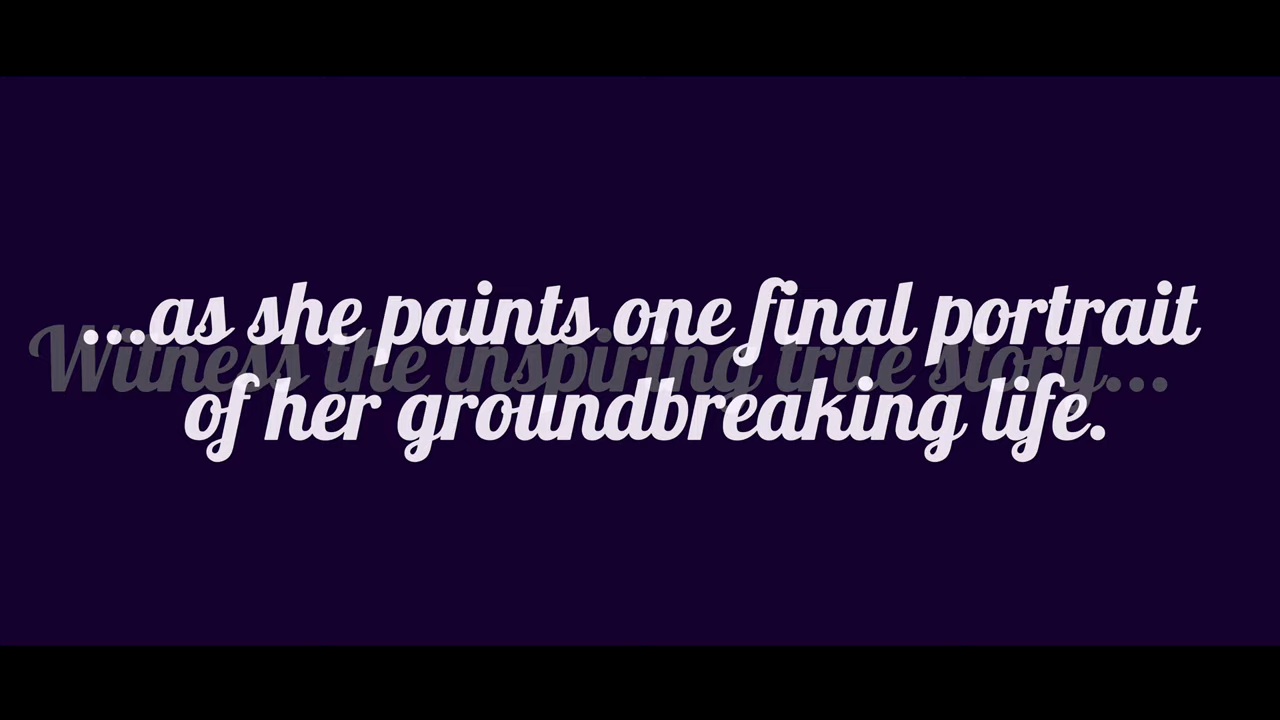 Witness the inspiring true story...
...as she paints one final portrait
of her groundbreaking life.